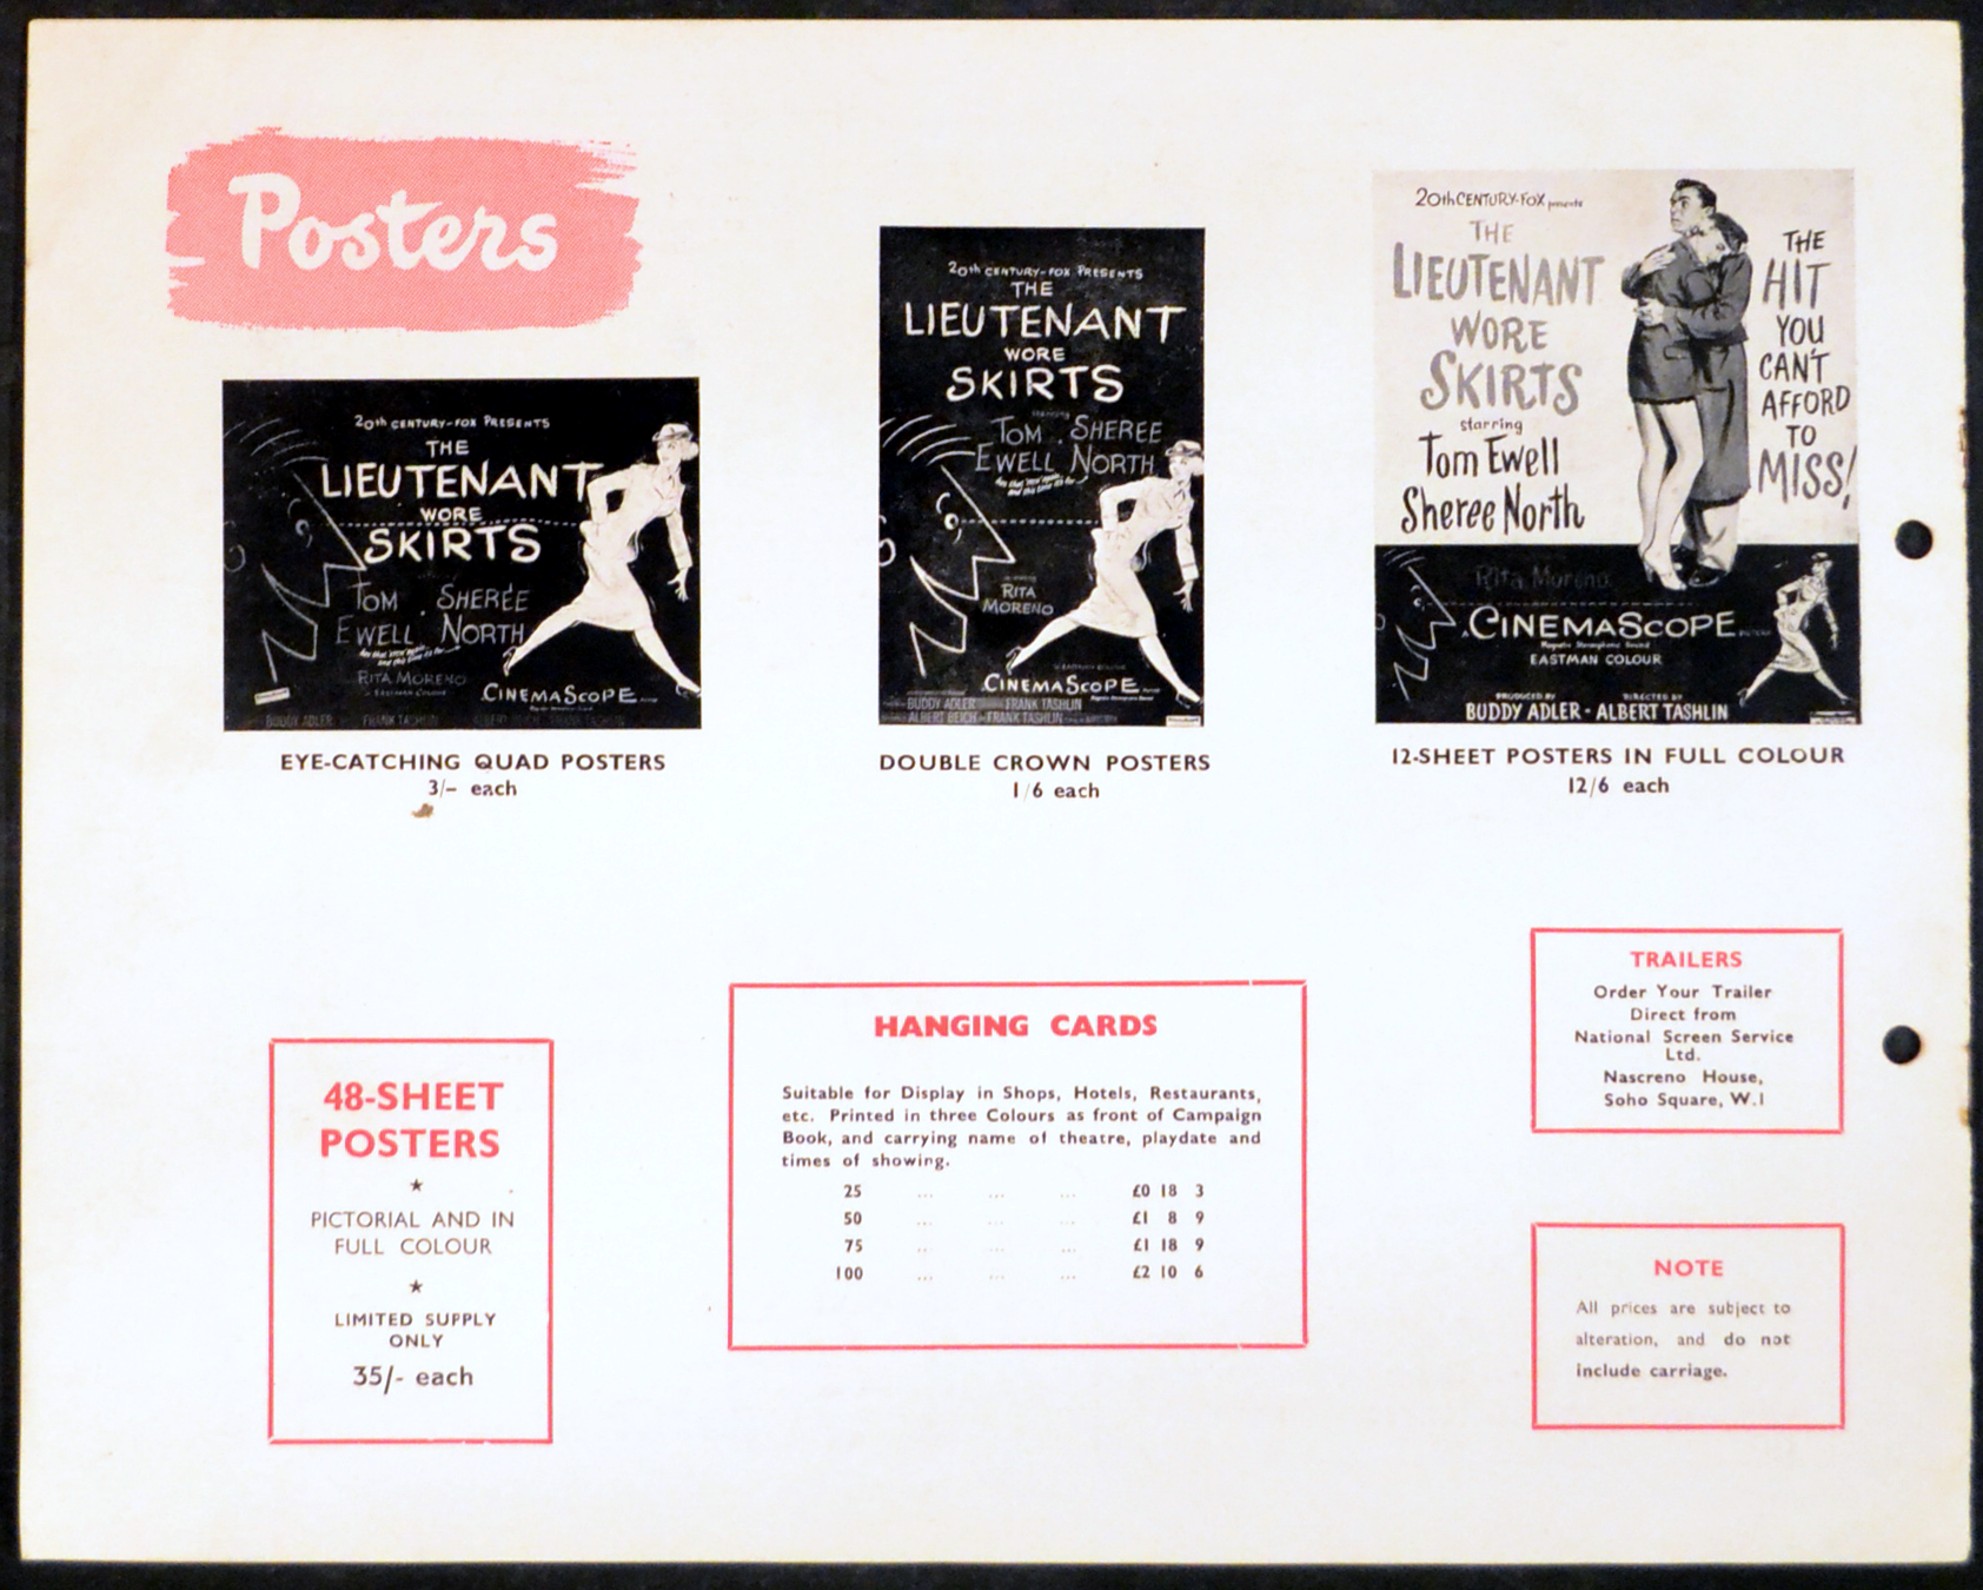 Posters
20th CENTURY-FOX PRESENTS
THE
LIEUTENANT
WORE
SKIRTS
TOM EWELL . SHEREE NORTH
RITA MORENO
CINEMASCOPE
BUDDY ADLER FRANK TASHLIN
EYE-CATCHING QUAD POSTERS
3/- each
20th CENTURY-FOX PRESENTS
THE
LIEUTENANT
WORE
SKIRTS
starring
TOM EWELL . SHEREE NORTH
RITA
MORENO
CINEMASCOPE
BUDDY ADLER FRANK TASHLIN
ALBERT BEICH FRANK TASHLIN
DOUBLE CROWN POSTERS
1/6 each
20th CENTURY-FOX presents
THE
LIEUTENANT
WORE
SKIRTS
starring
Tom Ewell
Sheree North
THE
HIT
YOU
CAN'T
AFFORD
TO
MISS!
Rita Moreno
CINEMASCOPE
EASTMAN COLOUR
PRODUCED BY DIRECTED BY
BUDDY ADLER - ALBERT TASHLIN
12-SHEET POSTERS IN FULL COLOUR
12/6 each
48-SHEET
POSTERS
★
PICTORIAL AND IN
FULL COLOUR
★
LIMITED SUPPLY
ONLY
35/- each
HANGING CARDS
Suitable for Display in Shops, Hotels, Restaurants,
etc. Printed in three Colours as front of Campaign
Book, and carrying name of theatre, playdate and
times of showing.
25 ... ... ... £0 18 3
50 ... ... ... £1 8 9
75 ... ... ... £1 18 9
100 ... ... ... £2 10 6
TRAILERS
Order Your Trailer
Direct from
National Screen Service
Ltd.
Nascreno House,
Soho Square, W.1
NOTE
All prices are subject to
alteration, and do not
include carriage.